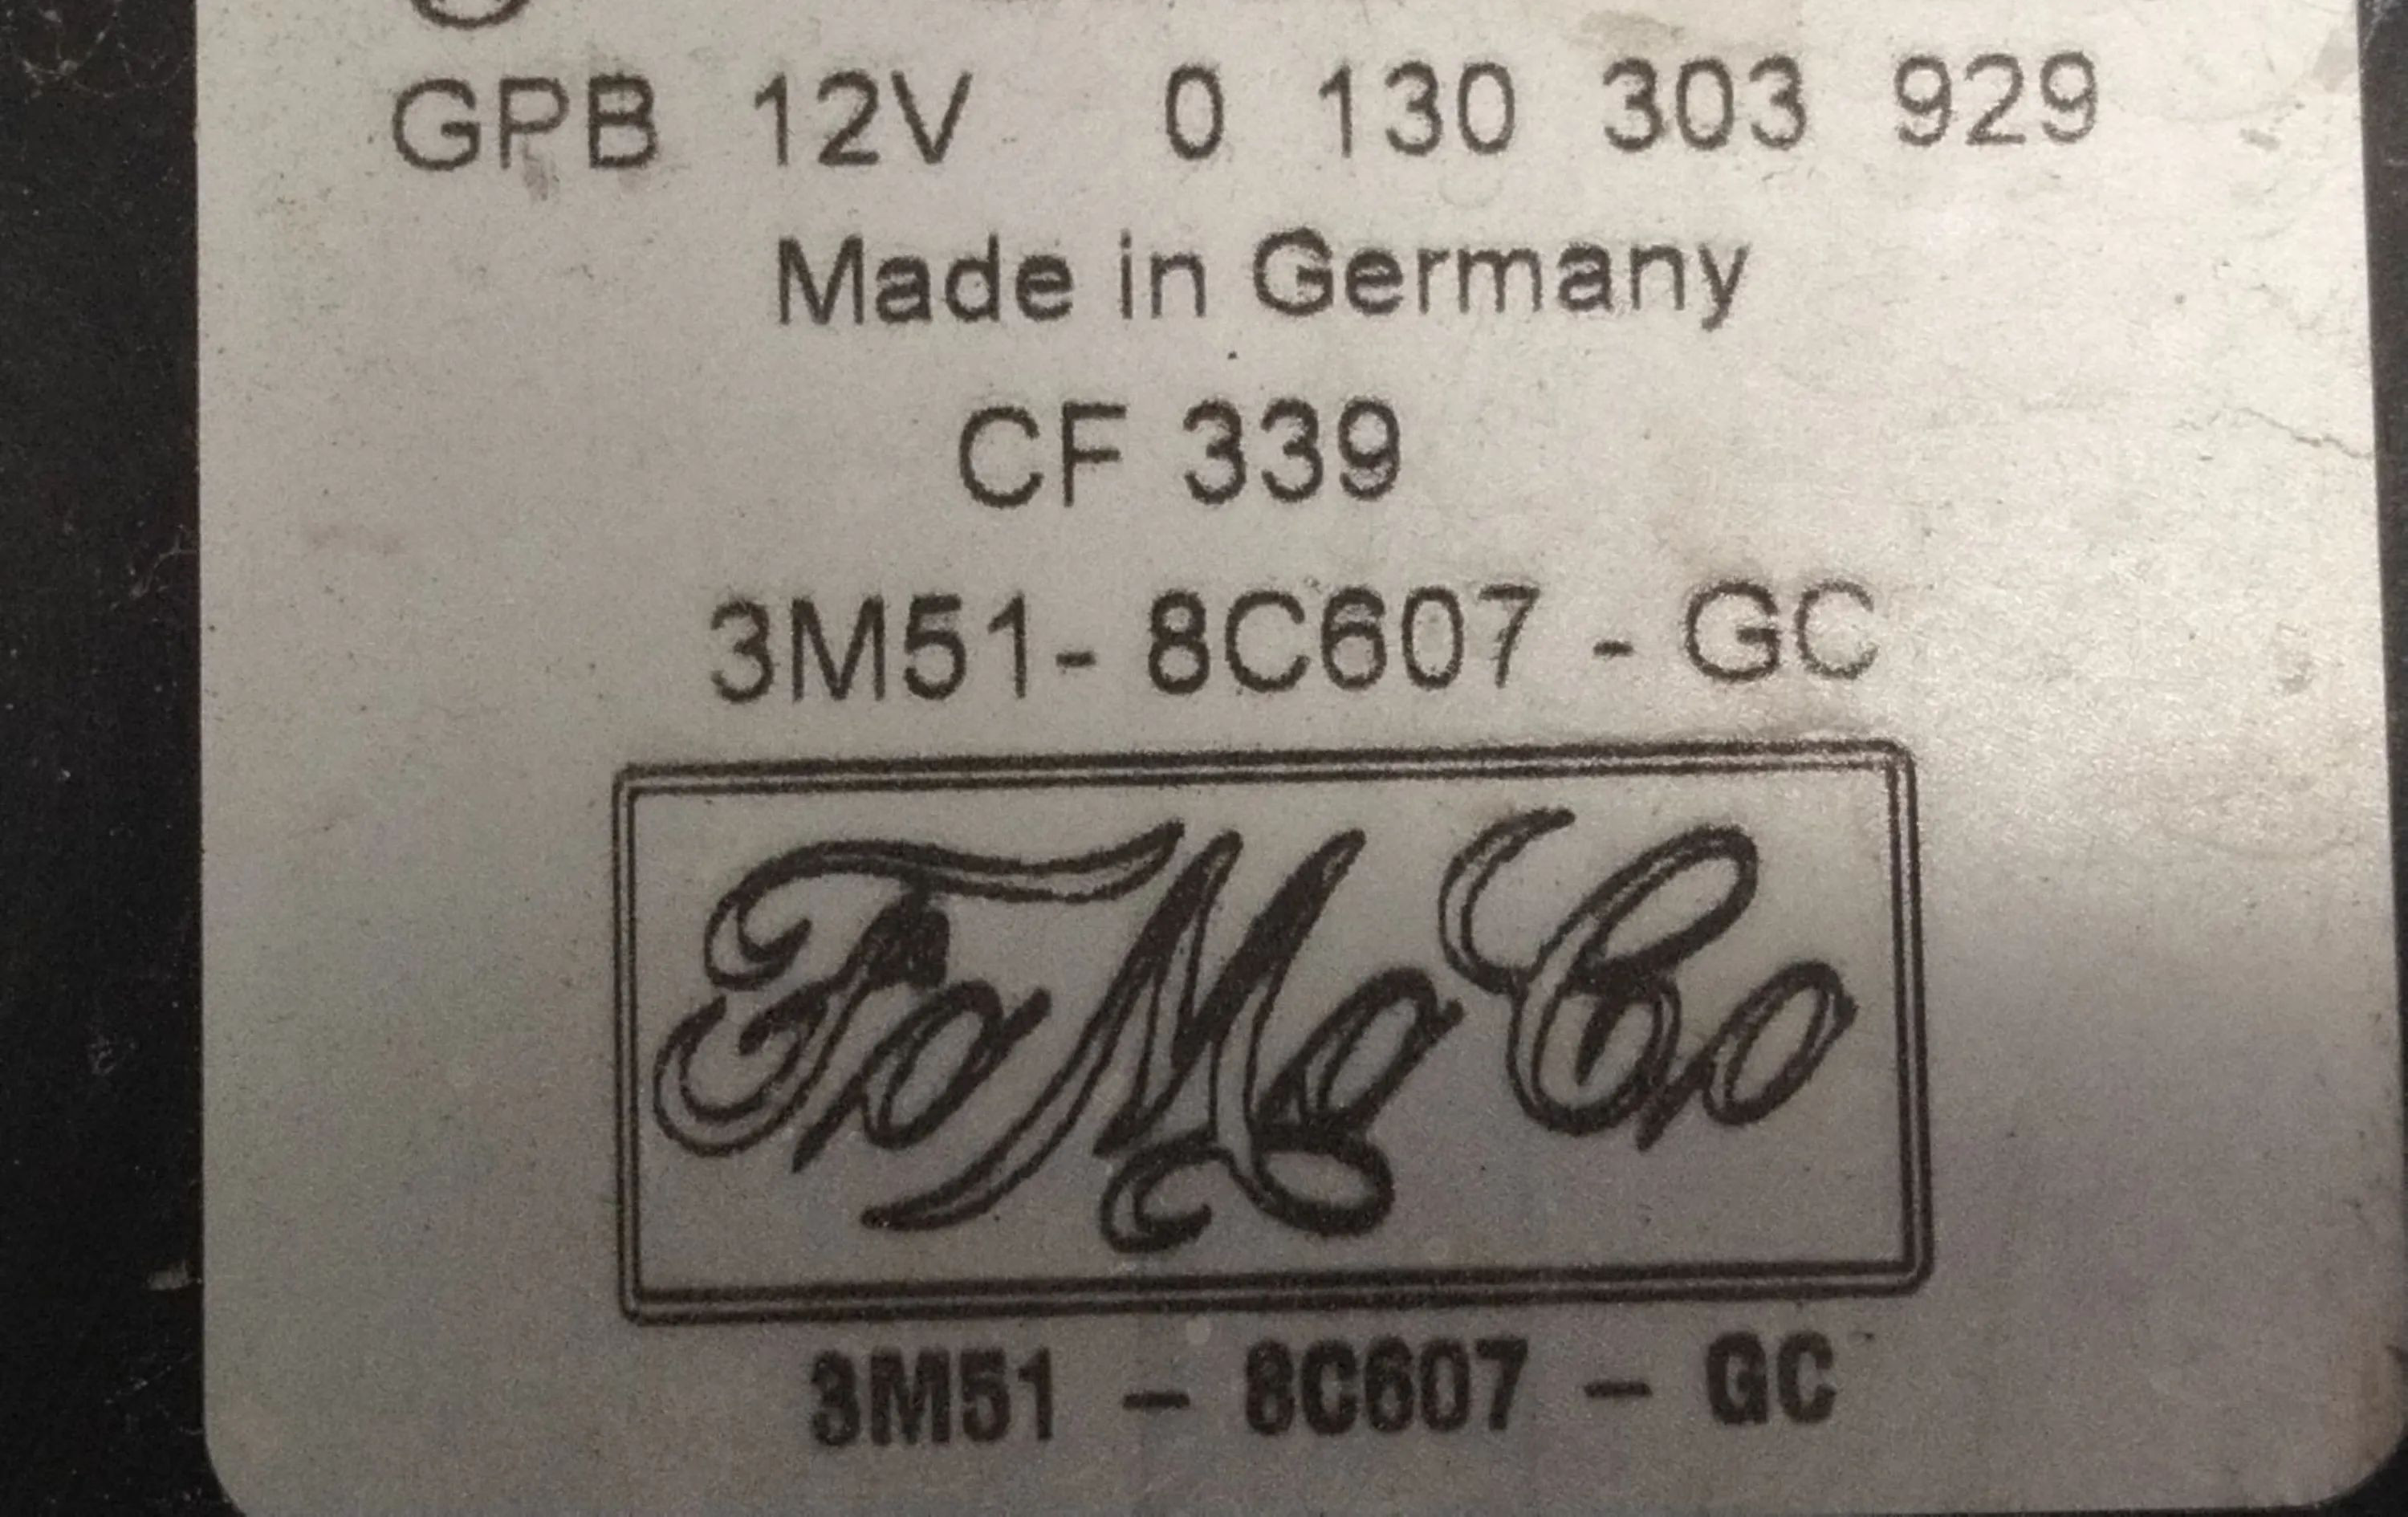 GPB 12V 0 130 303 929
Made in Germany
CF 339
3M51- 8C607 - GC
FoMoCo
3M51 - 8C607 - GC